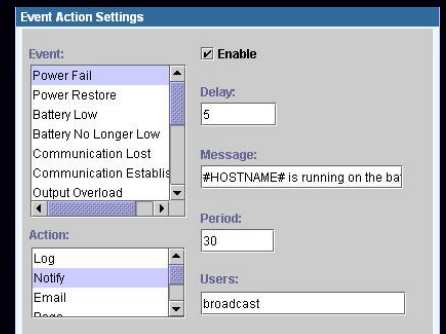 Event Action Settings
Event:
Power Fail
Power Restore
Battery Low
Battery No Longer Low
Communication Lost
Communication Establis
Output Overload
Action:
Log
Notify
Email
Enable
Delay:
5
Message:
#HOSTNAME# is running on the bat
Period:
30
Users:
broadcast